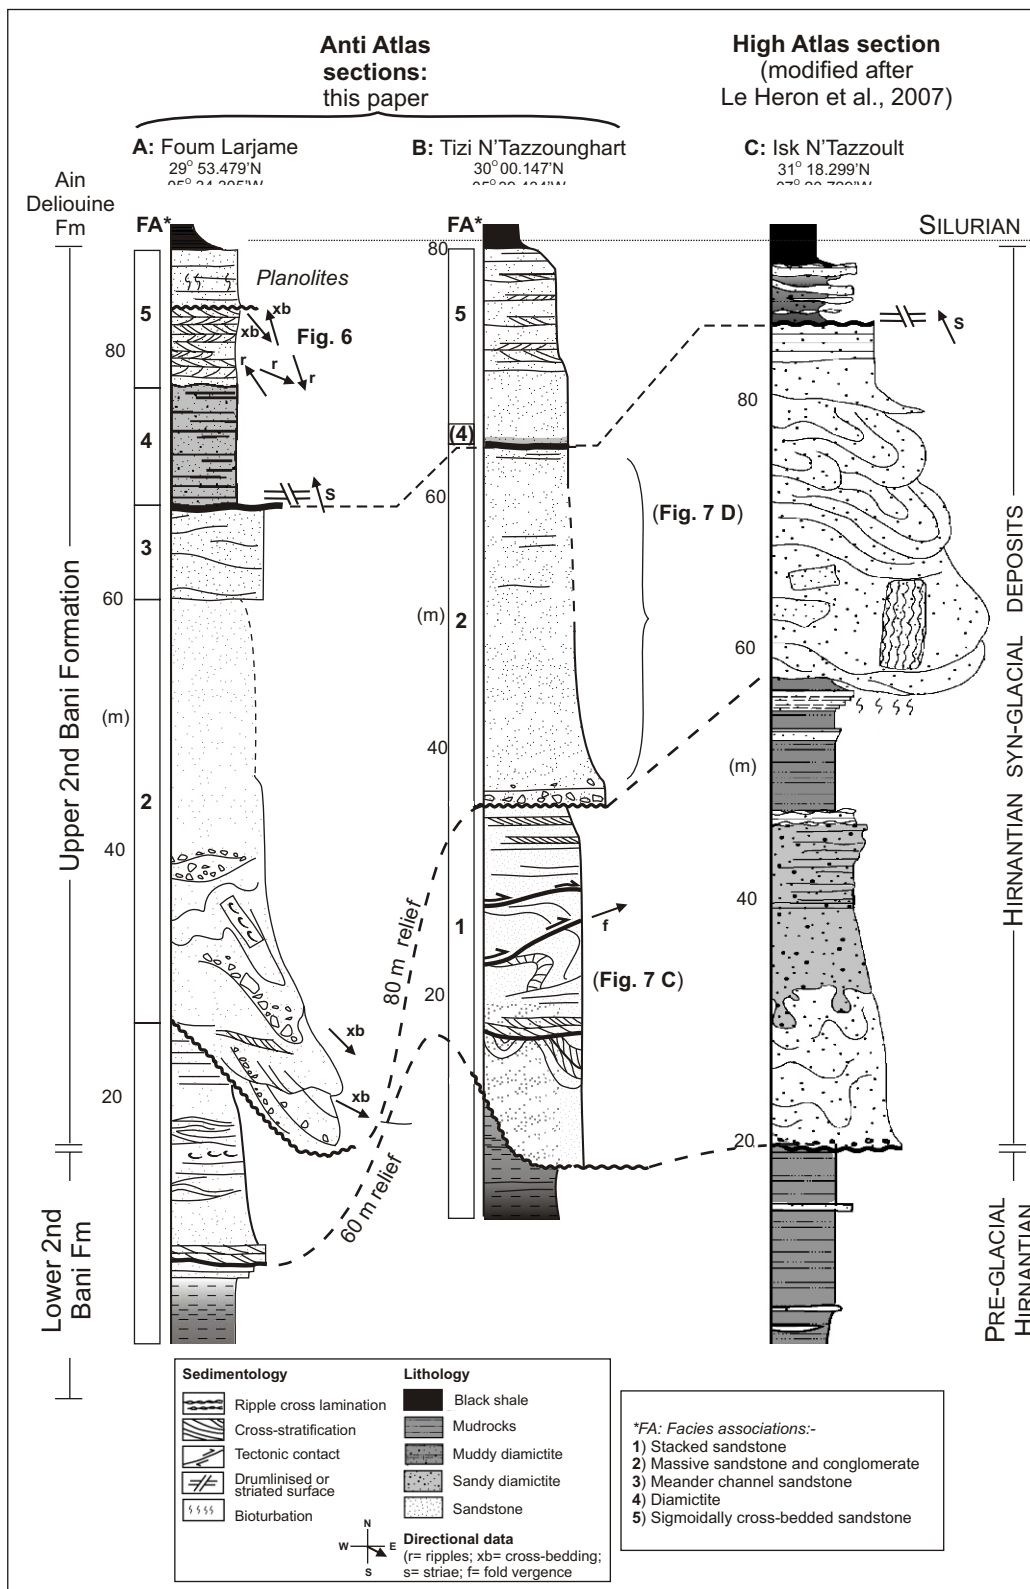 Anti Atlas
sections:
this paper
High Atlas section
(modified after
Le Heron et al., 2007)
A: Foum Larjame
29° 53.479'N
B: Tizi N'Tazzounghart
30° 00.147'N
C: Isk N'Tazzoult
31° 18.299'N
Ain
Deliouine
Fm
FA*
FA*
SILURIAN
80
Planolites
xb
xb
Fig. 6
r
r
r
5
80
4
s
3
60
(m)
2
40
20
xb
xb
Upper 2nd Bani Formation
Lower 2nd
Bani Fm
80 m relief
60 m relief
5
(4)
60
(Fig. 7 D)
(m)
2
40
1
f
(Fig. 7 C)
20
s
80
60
(m)
40
20
HIRNANTIAN SYN-GLACIAL DEPOSITS
PRE-GLACIAL
HIRNANTIAN
Sedimentology
Ripple cross lamination
Cross-stratification
Tectonic contact
Drumlinised or
striated surface
Bioturbation
Lithology
Black shale
Mudrocks
Muddy diamictite
Sandy diamictite
Sandstone
N
W
E
S
Directional data
(r= ripples; xb= cross-bedding;
s= striae; f= fold vergence
*FA: Facies associations:-
1) Stacked sandstone
2) Massive sandstone and conglomerate
3) Meander channel sandstone
4) Diamictite
5) Sigmoidally cross-bedded sandstone